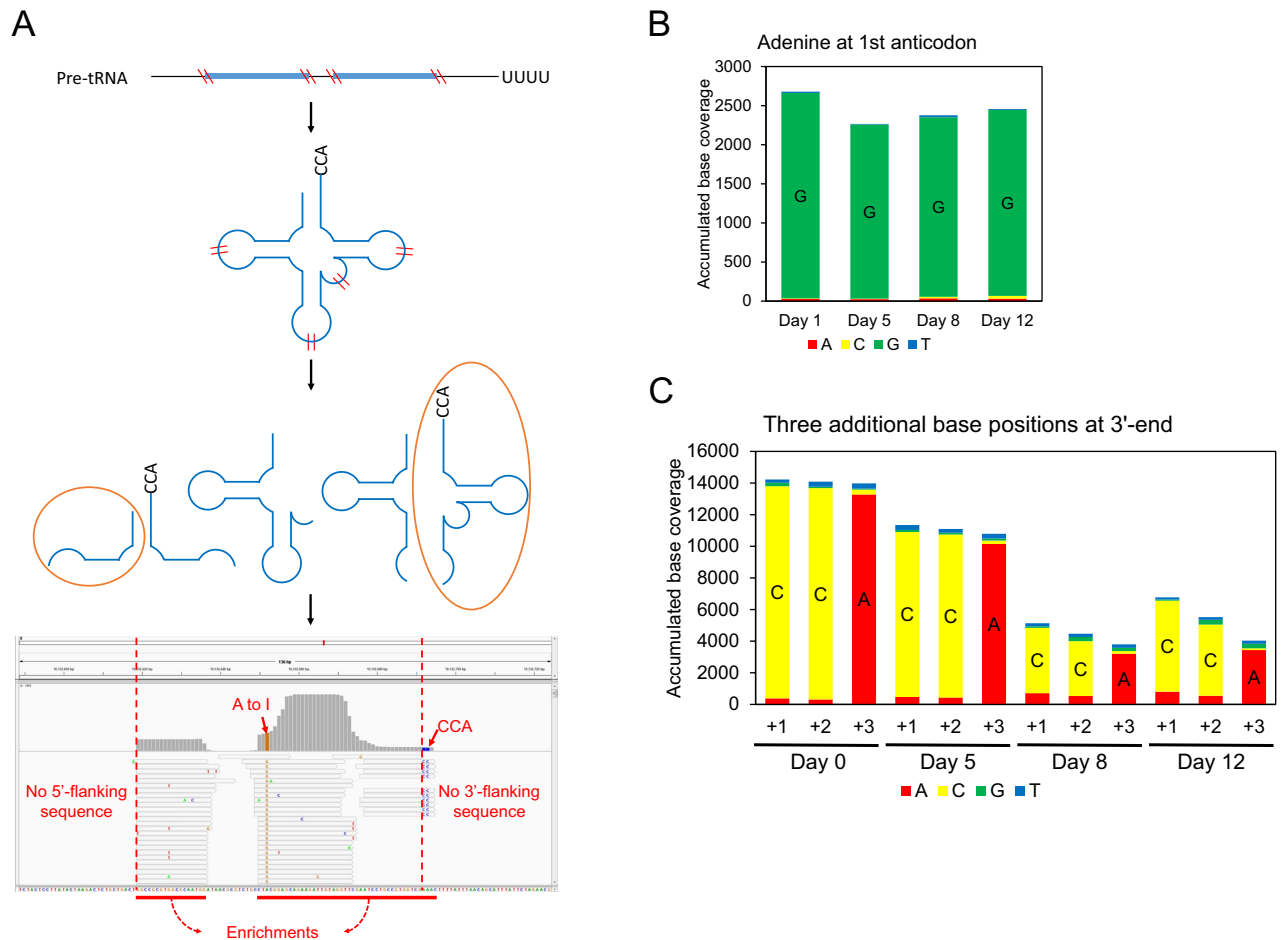 A
Pre-tRNA
UUUU
CCA
CCA
CCA
136 bp
A to I
CCA
No 5'-flanking
sequence
No 3'-flanking
sequence
Enrichments
B
Adenine at 1st anticodon
Accumulated base coverage
3000
2500
2000
1500
1000
500
0
G
G
G
G
Day 1
Day 5
Day 8
Day 12
A C G T
C
Three additional base positions at 3'-end
Accumulated base coverage
16000
14000
12000
10000
8000
6000
4000
2000
0
C C A C C A C C A C C A
+1 +2 +3 +1 +2 +3 +1 +2 +3 +1 +2 +3
Day 0 Day 5 Day 8 Day 12
A C G T